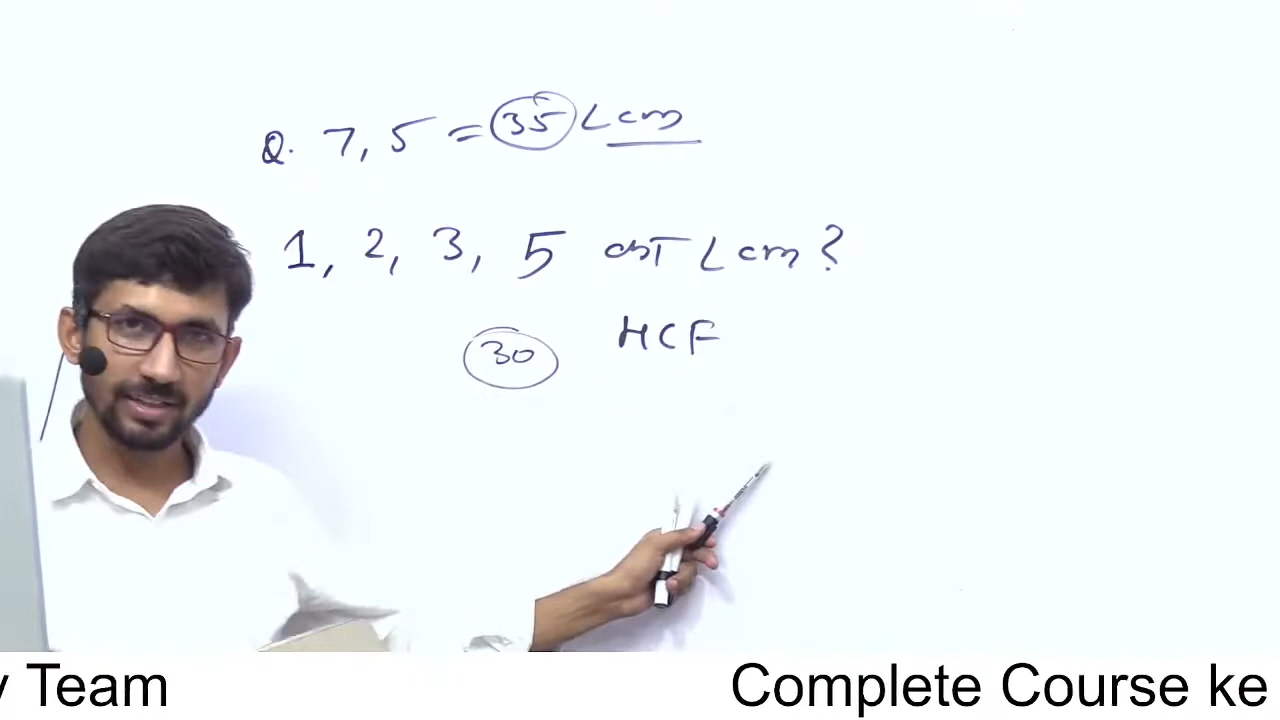 Q. 7, 5 = 35 Lcm
1, 2, 3, 5 का Lcm ?
30 HCF
y Team Complete Course ke